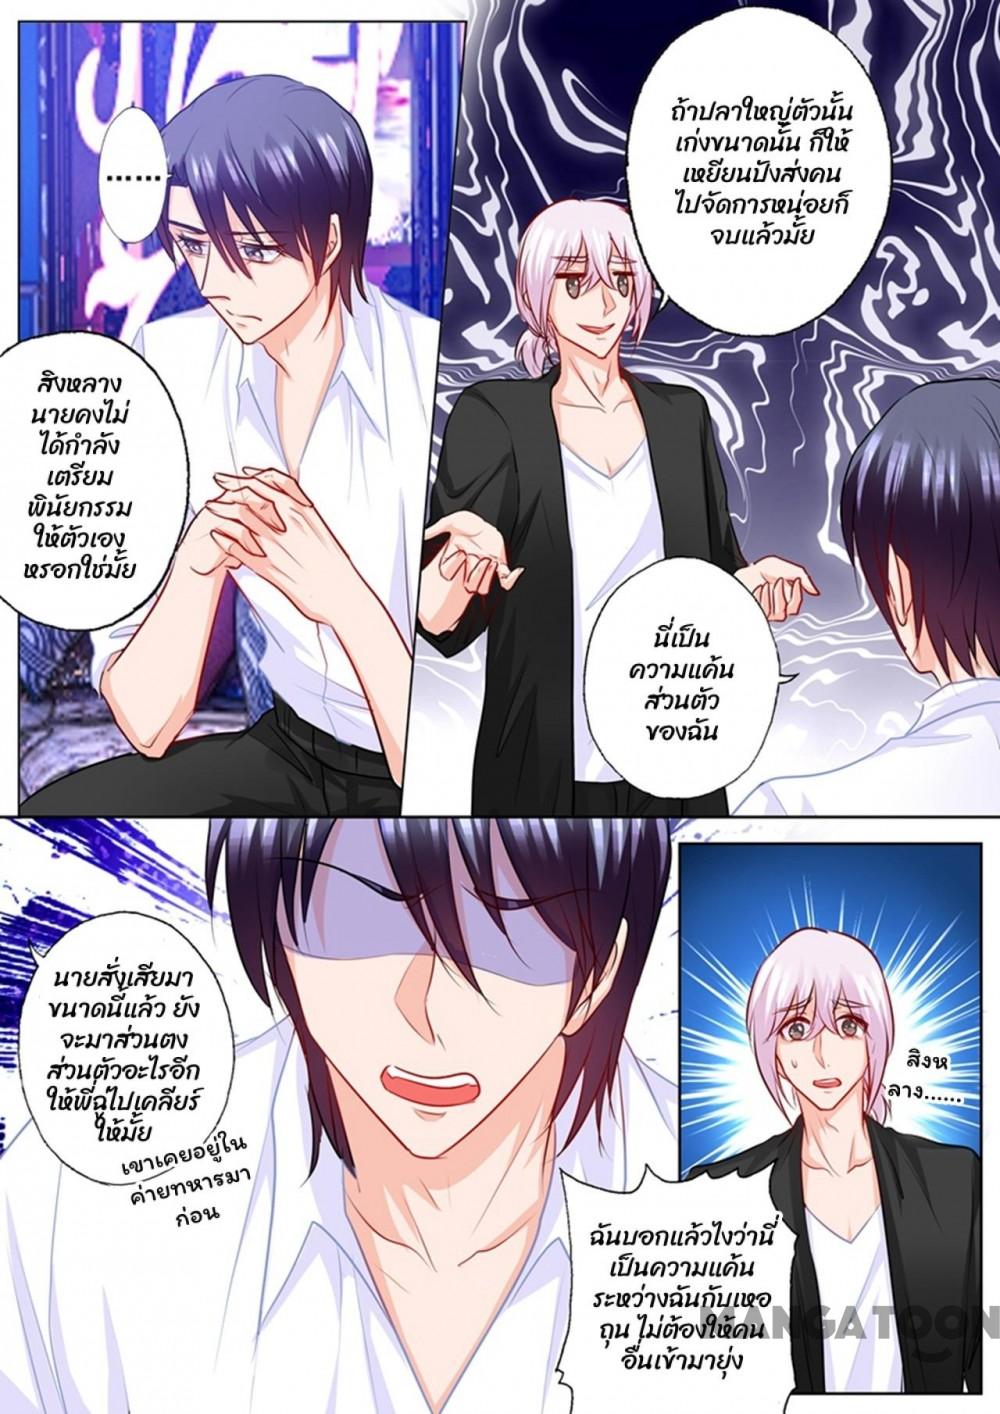 ……
สิงหลาง
นายคงไม่
ได้กำลัง
เตรียม
พินัยกรรม
ให้ตัวเอง
หรอกใช่มั้ย
ถ้าปลาใหญ่ตัวนั้น
เก่งขนาดนั้น ก็ให้
เหยียนปังส่งคน
ไปจัดการหน่อยก็
จบแล้วมั้ย
นี่เป็น
ความแค้น
ส่วนตัว
ของฉัน
นายสั่งเสียมา
ขนาดนี้แล้ว ยัง
จะมาส่วนตง
ส่วนตัวอะไรอีก
ให้พี่ฉู่ไปเคลียร์
ให้มั้ย
เขาเคยอยู่ใน
ค่ายทหารมา
ก่อน
สิงห
ลาง......
ฉันบอกแล้วไงว่านี่
เป็นความแค้น
ระหว่างฉันกับเหอ
ถุน ไม่ต้องให้คน
อื่นเข้ามายุ่ง
MANGATOON